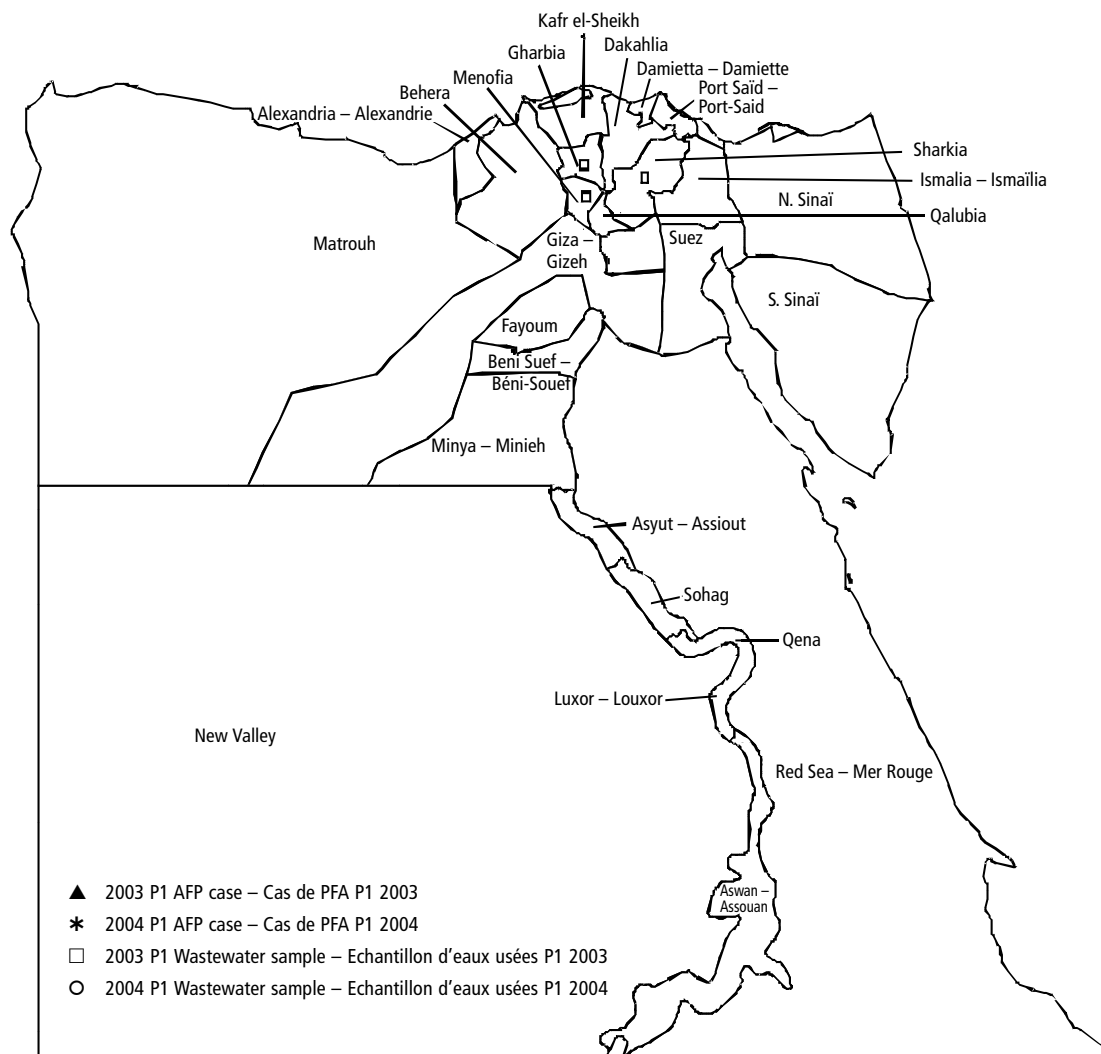 Kafr el-Sheikh
Dakahlia
Gharbia
Damietta – Damiette
Menofia
Port Saïd –
Port-Said
Behera
Alexandria – Alexandrie
Sharkia
Ismalia – Ismaïlia
N. Sinaï
Qalubia
Matrouh
Giza –
Gizeh
Suez
S. Sinaï
Fayoum
Beni Suef –
Béni-Souef
Minya – Minieh
Asyut – Assiout
Sohag
Qena
Luxor – Louxor
New Valley
Red Sea – Mer Rouge
Aswan –
Assouan
2003 P1 AFP case – Cas de PFA P1 2003
2004 P1 AFP case – Cas de PFA P1 2004
2003 P1 Wastewater sample – Echantillon d'eaux usées P1 2003
2004 P1 Wastewater sample – Echantillon d'eaux usées P1 2004